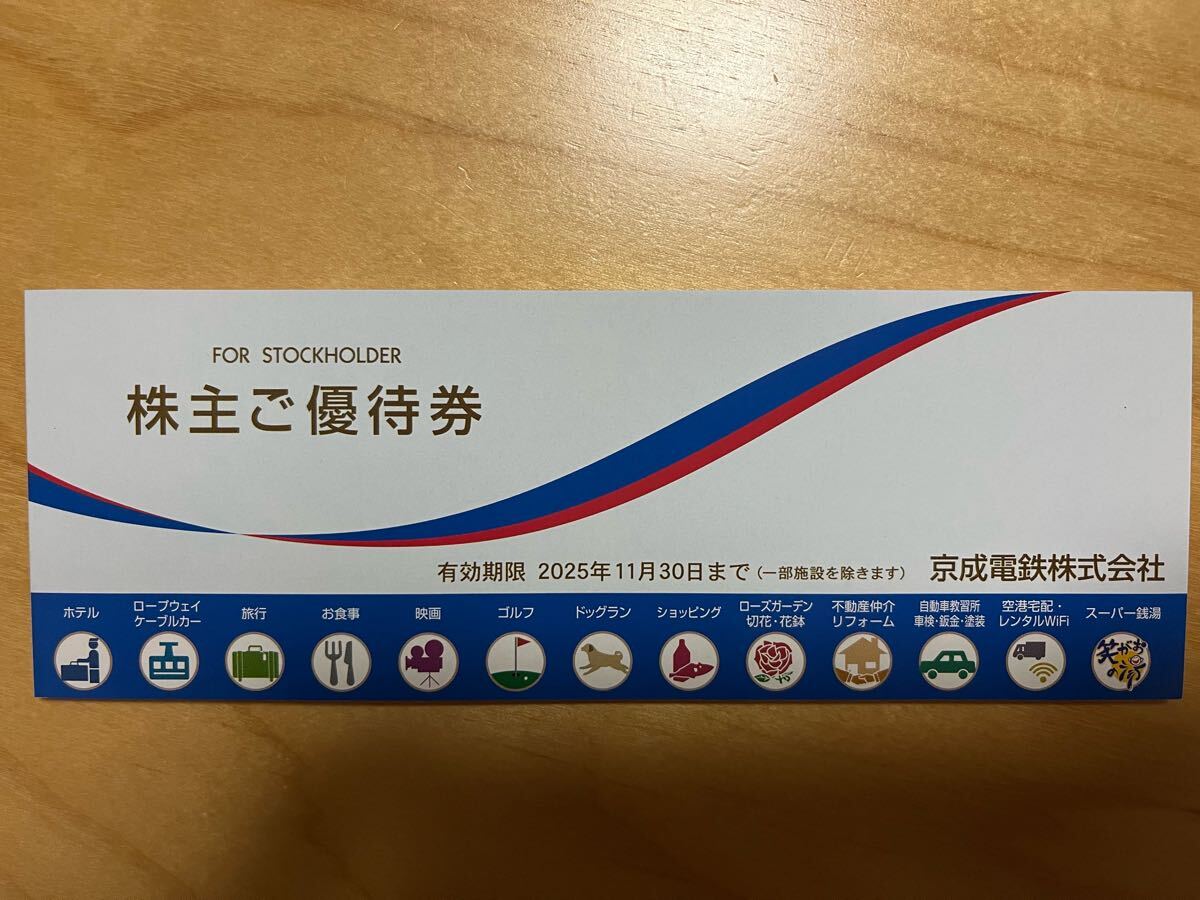 FOR STOCKHOLDER
株主ご優待券
有効期限 2025年11月30日まで（一部施設を除きます）
京成電鉄株式会社
ホテル
ロープウェイ
ケーブルカー
旅行
お食事
映画
ゴルフ
ドッグラン
ショッピング
ローズガーデン
切花・花鉢
不動産仲介
リフォーム
自動車教習所
車検・鈑金・塗装
空港宅配・
レンタルWiFi
スーパー銭湯
笑がおの湯